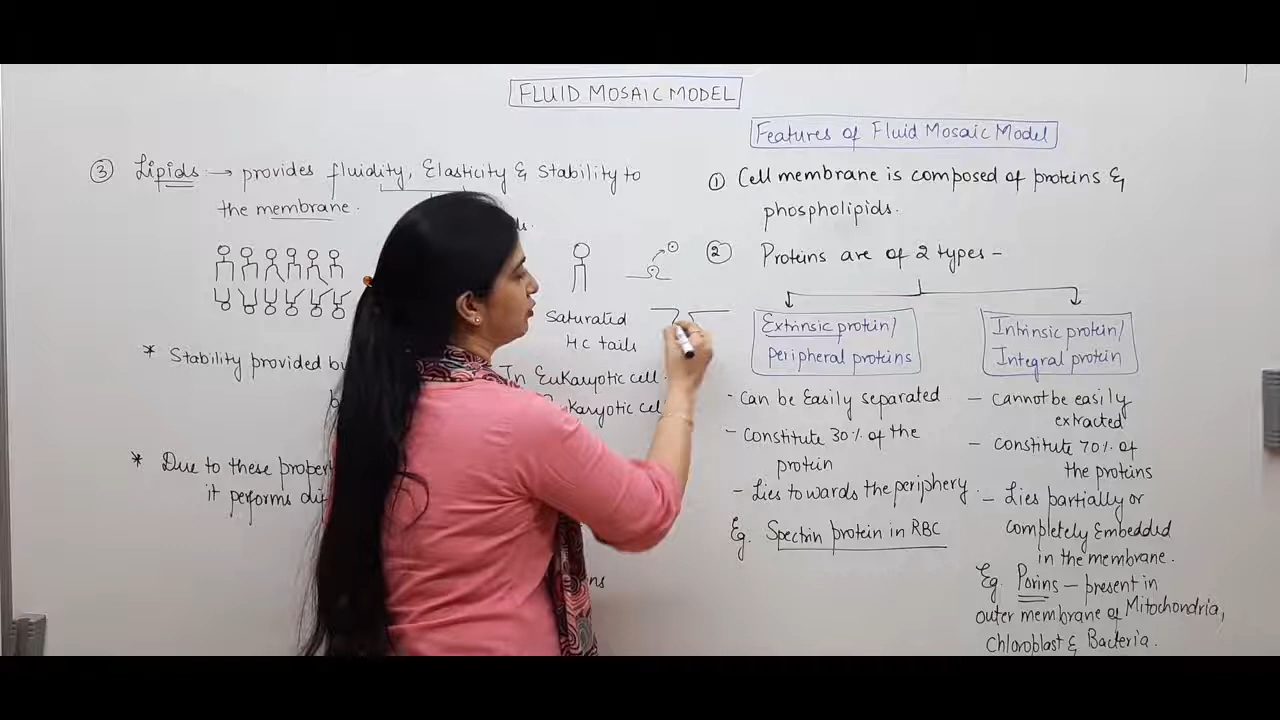 FLUID MOSAIC MODEL
③ Lipids → provides fluidity, Elasticity & Stability to
the membrane.
Saturated
HC tails
* Stability provided
In Eukaryotic cell
Eukaryotic cell
* Due to these
it performs
Features of Fluid Mosaic Model
① Cell membrane is composed of proteins &
phospholipids.
② Proteins are of 2 types -
Extrinsic protein/
Peripheral proteins
- Can be Easily separated
- Constitute 30% of the
protein
- Lies towards the periphery.
Eg. Spectrin protein in RBC
Intrinsic protein/
Integral protein
- Cannot be easily
extracted
- Constitute 70% of
the proteins
- Lies partially or
completely Embedded
in the membrane.
Eg. Porins - present in
outer membrane of Mitochondria,
Chloroplast & Bacteria.